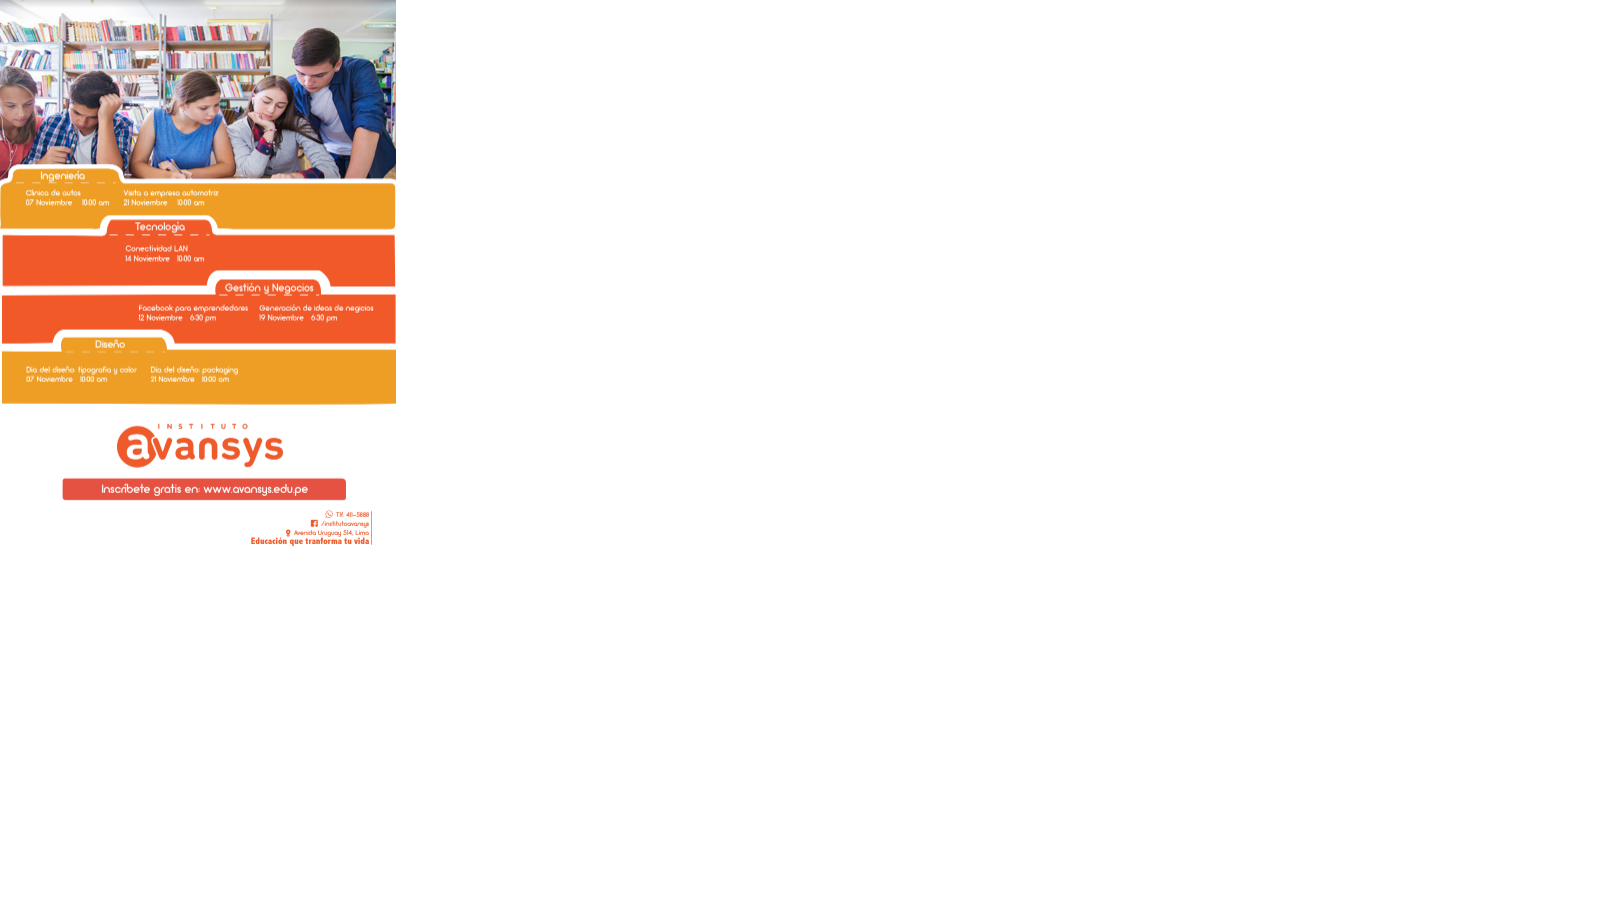 Ingeniería
Clínica de autos
07 Noviembre 10:00 am
Visita a empresa automotriz
21 Noviembre 10:00 am
Tecnología
Conectividad LAN
14 Noviembre 10:00 am
Gestión y Negocios
Facebook para emprendedores
12 Noviembre 6:30 pm
Generación de ideas de negicios
19 Noviembre 6:30 pm
Diseño
Dia del diseño: tipografía y color
07 Noviembre 10:00 am
Dia del diseño: packaging
21 Noviembre 10:00 am
INSTITUTO
avansys
Inscríbete gratis en: www.avansys.edu.pe
Tlf. 411-5888
/institutoavansys
Avenida Uruguay 514, Lima
Educación que tranforma tu vida